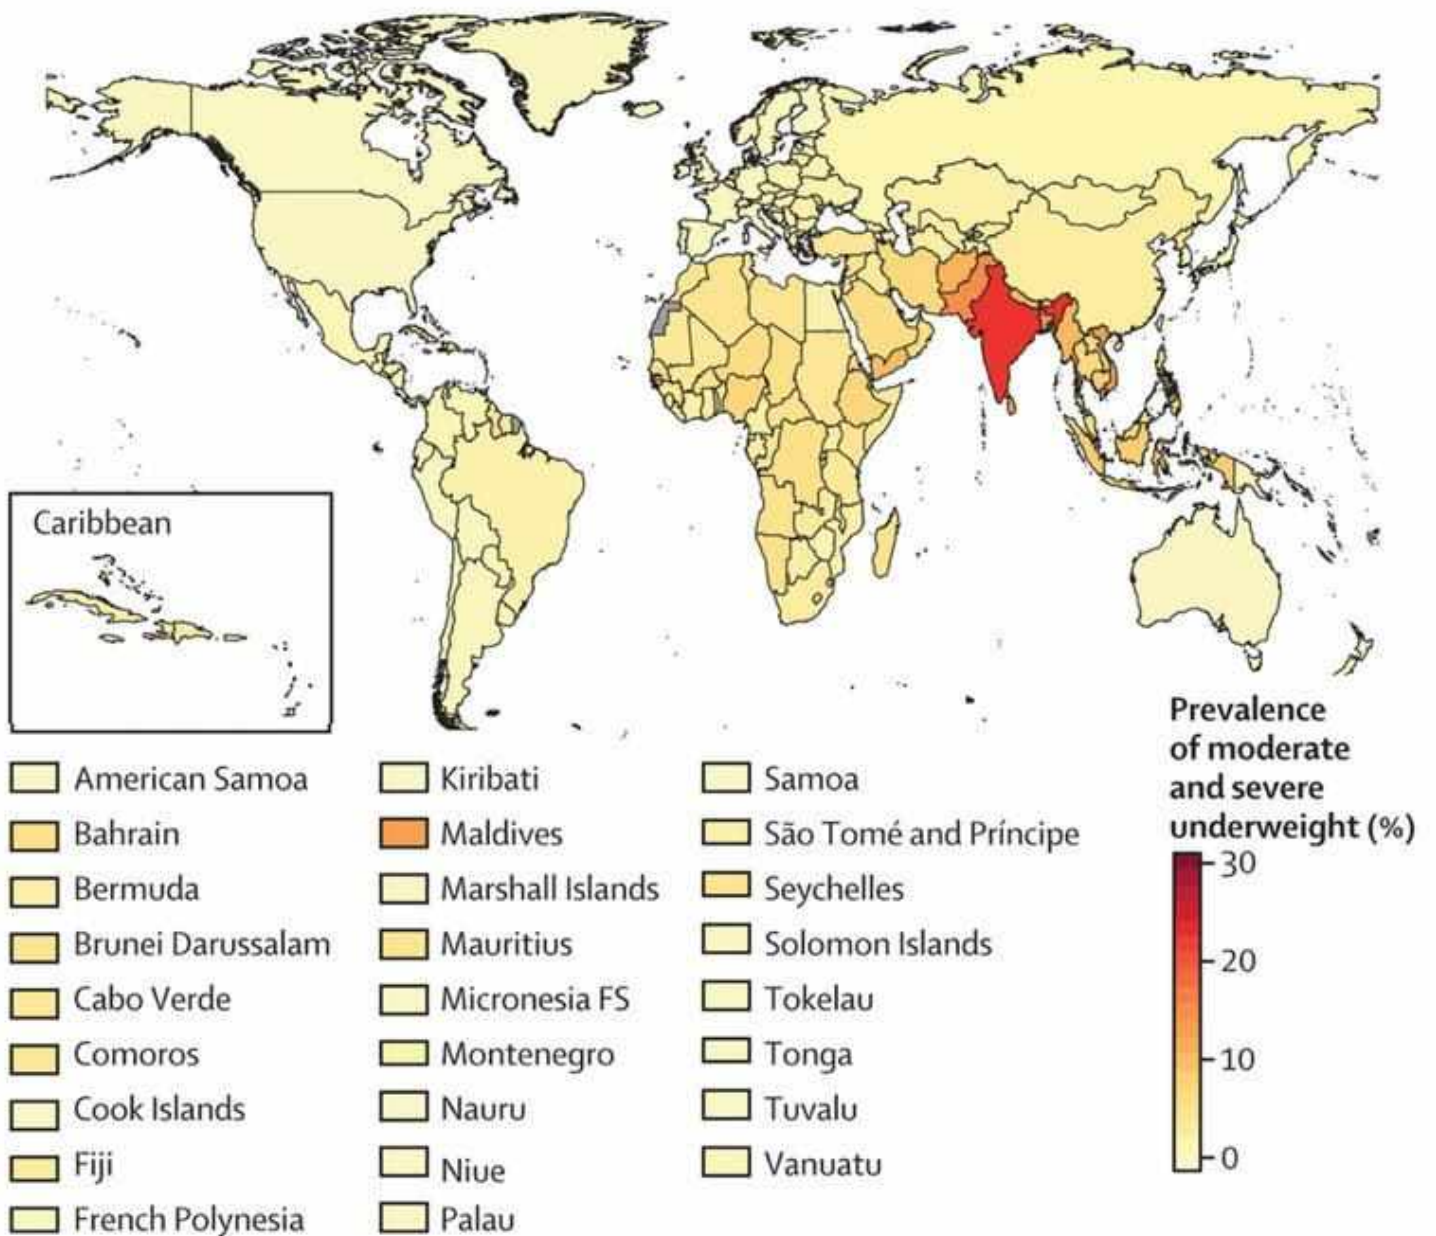 Caribbean
Prevalence
of moderate
and severe
underweight (%)
30
20
10
0
American Samoa
Bahrain
Bermuda
Brunei Darussalam
Cabo Verde
Comoros
Cook Islands
Fiji
French Polynesia
Kiribati
Maldives
Marshall Islands
Mauritius
Micronesia FS
Montenegro
Nauru
Niue
Palau
Samoa
São Tomé and Príncipe
Seychelles
Solomon Islands
Tokelau
Tonga
Tuvalu
Vanuatu